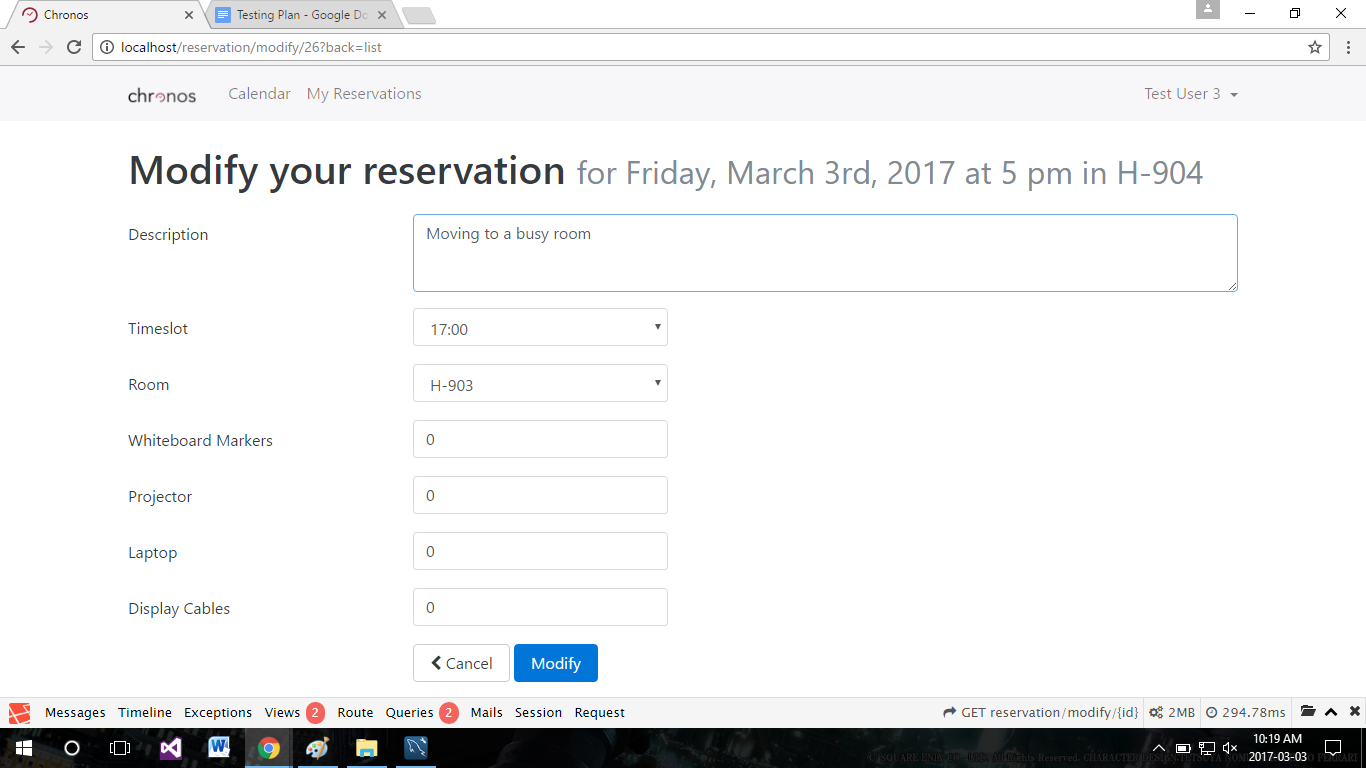 Chronos
Testing Plan - Google Do
localhost/reservation/modify/26?back=list
chronos Calendar My Reservations Test User 3
Modify your reservation for Friday, March 3rd, 2017 at 5 pm in H-904
Description Moving to a busy room
Timeslot 17:00
Room H-903
Whiteboard Markers 0
Projector 0
Laptop 0
Display Cables 0
Cancel Modify
Messages Timeline Exceptions Views 2 Route Queries 2 Mails Session Request GET reservation/modify/{id} 2MB 294.78ms
10:19 AM
2017-03-03